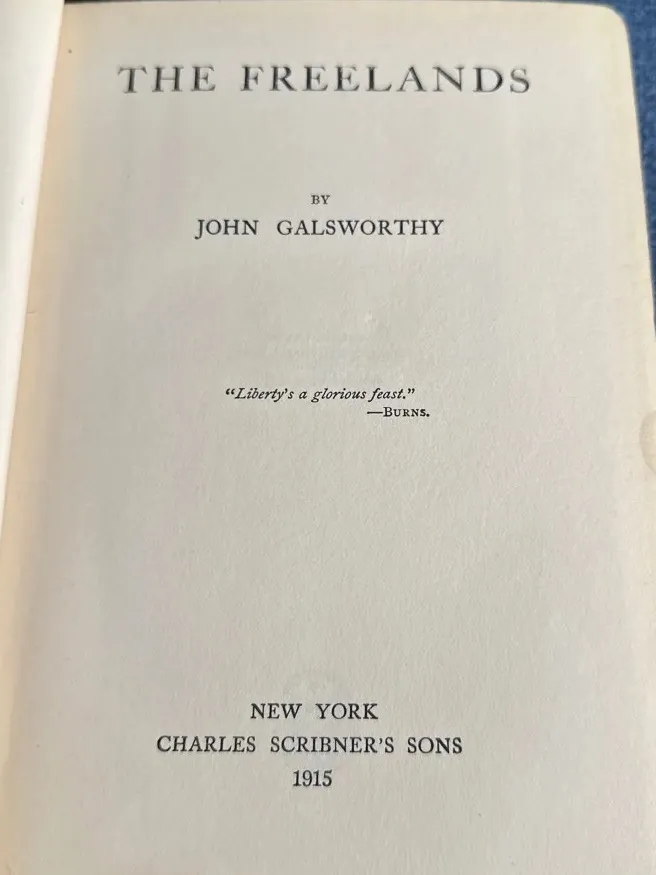 THE FREELANDS
BY
JOHN GALSWORTHY
"Liberty's a glorious feast."
—BURNS.
NEW YORK
CHARLES SCRIBNER'S SONS
1915